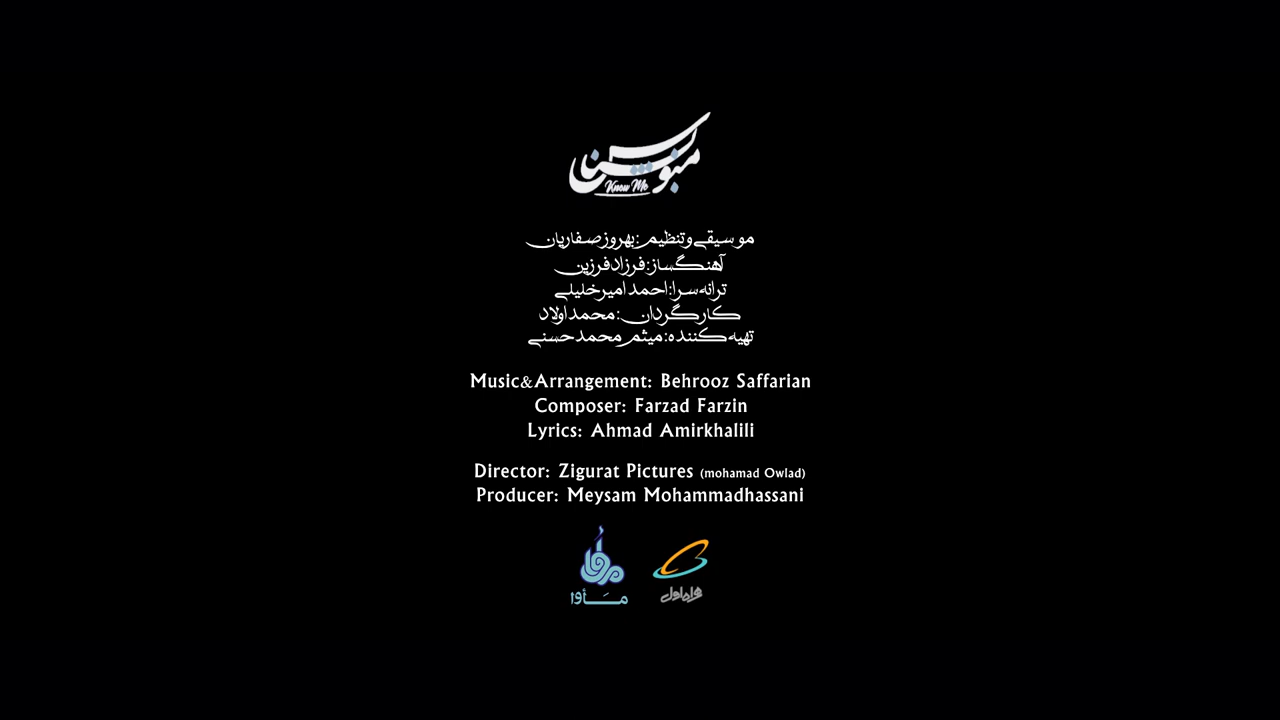 منو بشناس
Know Me
موسیقی و تنظیم: بهروز صفاریان
آهنگساز: فرزاد فرزین
ترانه سرا: احمد امیرخلیلی
کارگردان: محمد اولاد
تهیه کننده: میثم محمدحسنی
Music&Arrangement: Behrooz Saffarian
Composer: Farzad Farzin
Lyrics: Ahmad Amirkhalili
Director: Zigurat Pictures (mohamad Owlad)
Producer: Meysam Mohammadhassani
مأوا
همراه اول